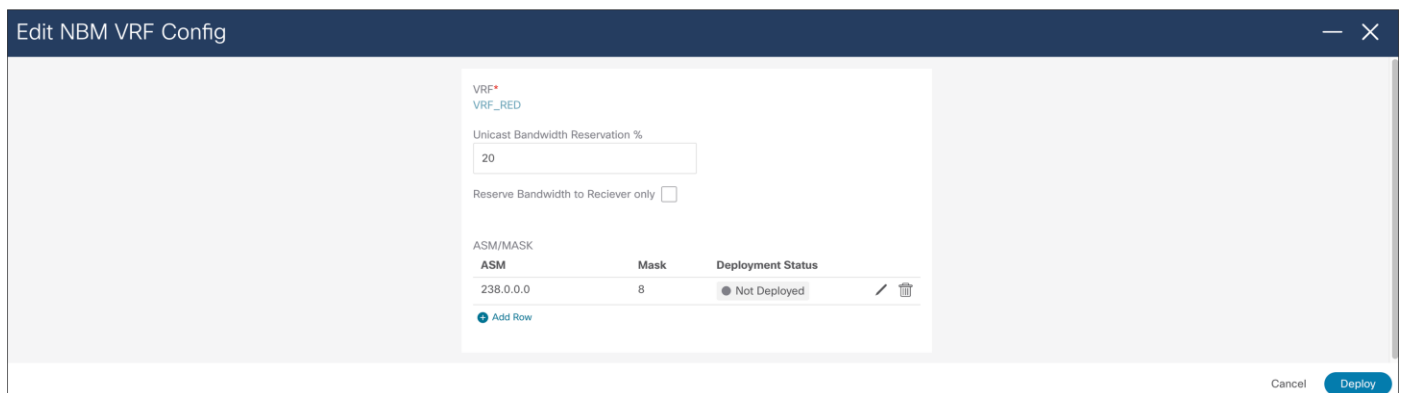 Edit NBM VRF Config
VRF*
VRF_RED
Unicast Bandwidth Reservation %
20
Reserve Bandwidth to Reciever only
ASM/MASK
ASM Mask Deployment Status
238.0.0.0 8 Not Deployed
Add Row
Cancel Deploy